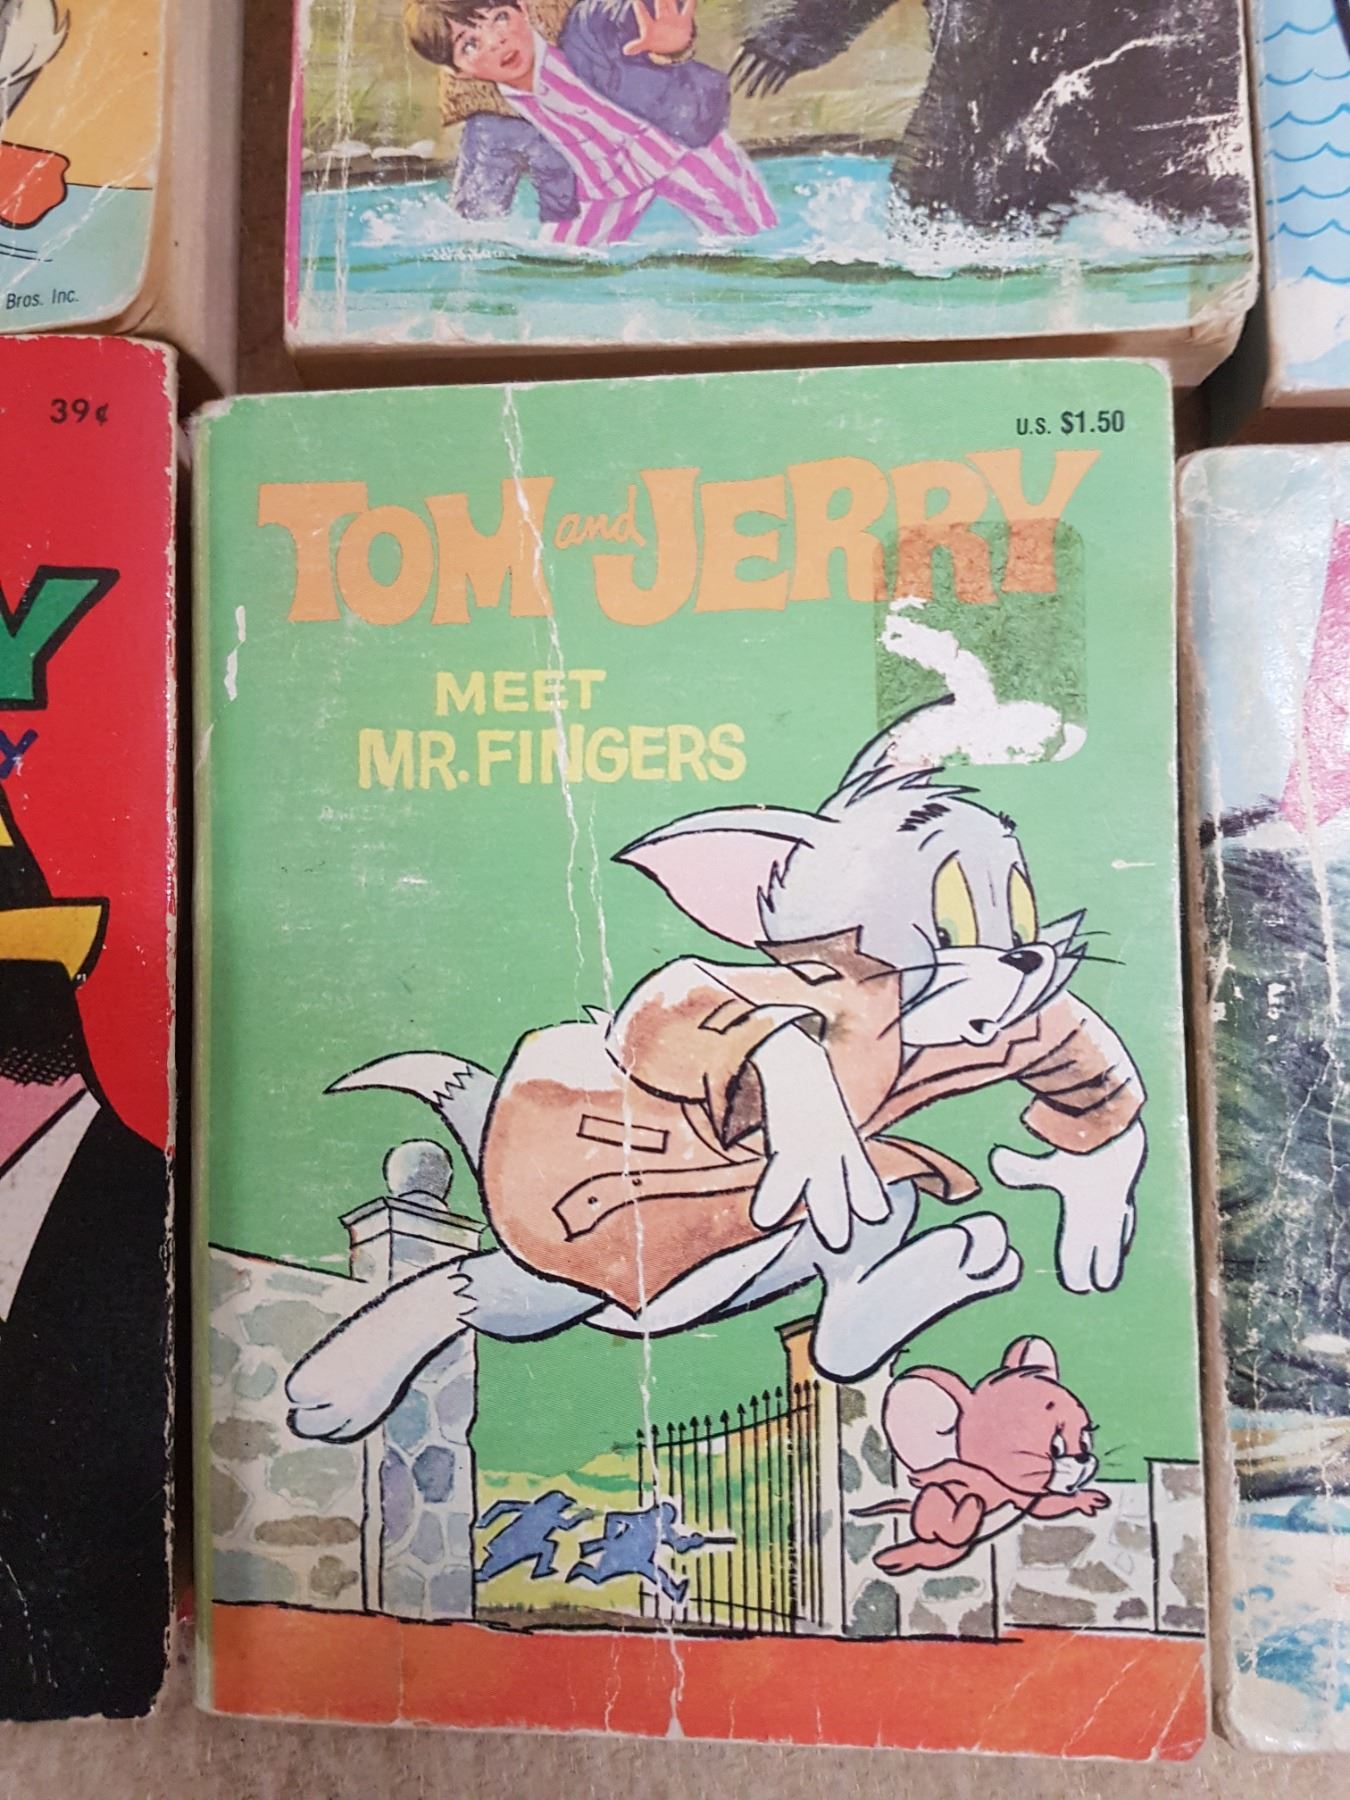 Bros. Inc.
39¢
Y
U.S. $1.50
TOM and JERRY
MEET
MR. FINGERS